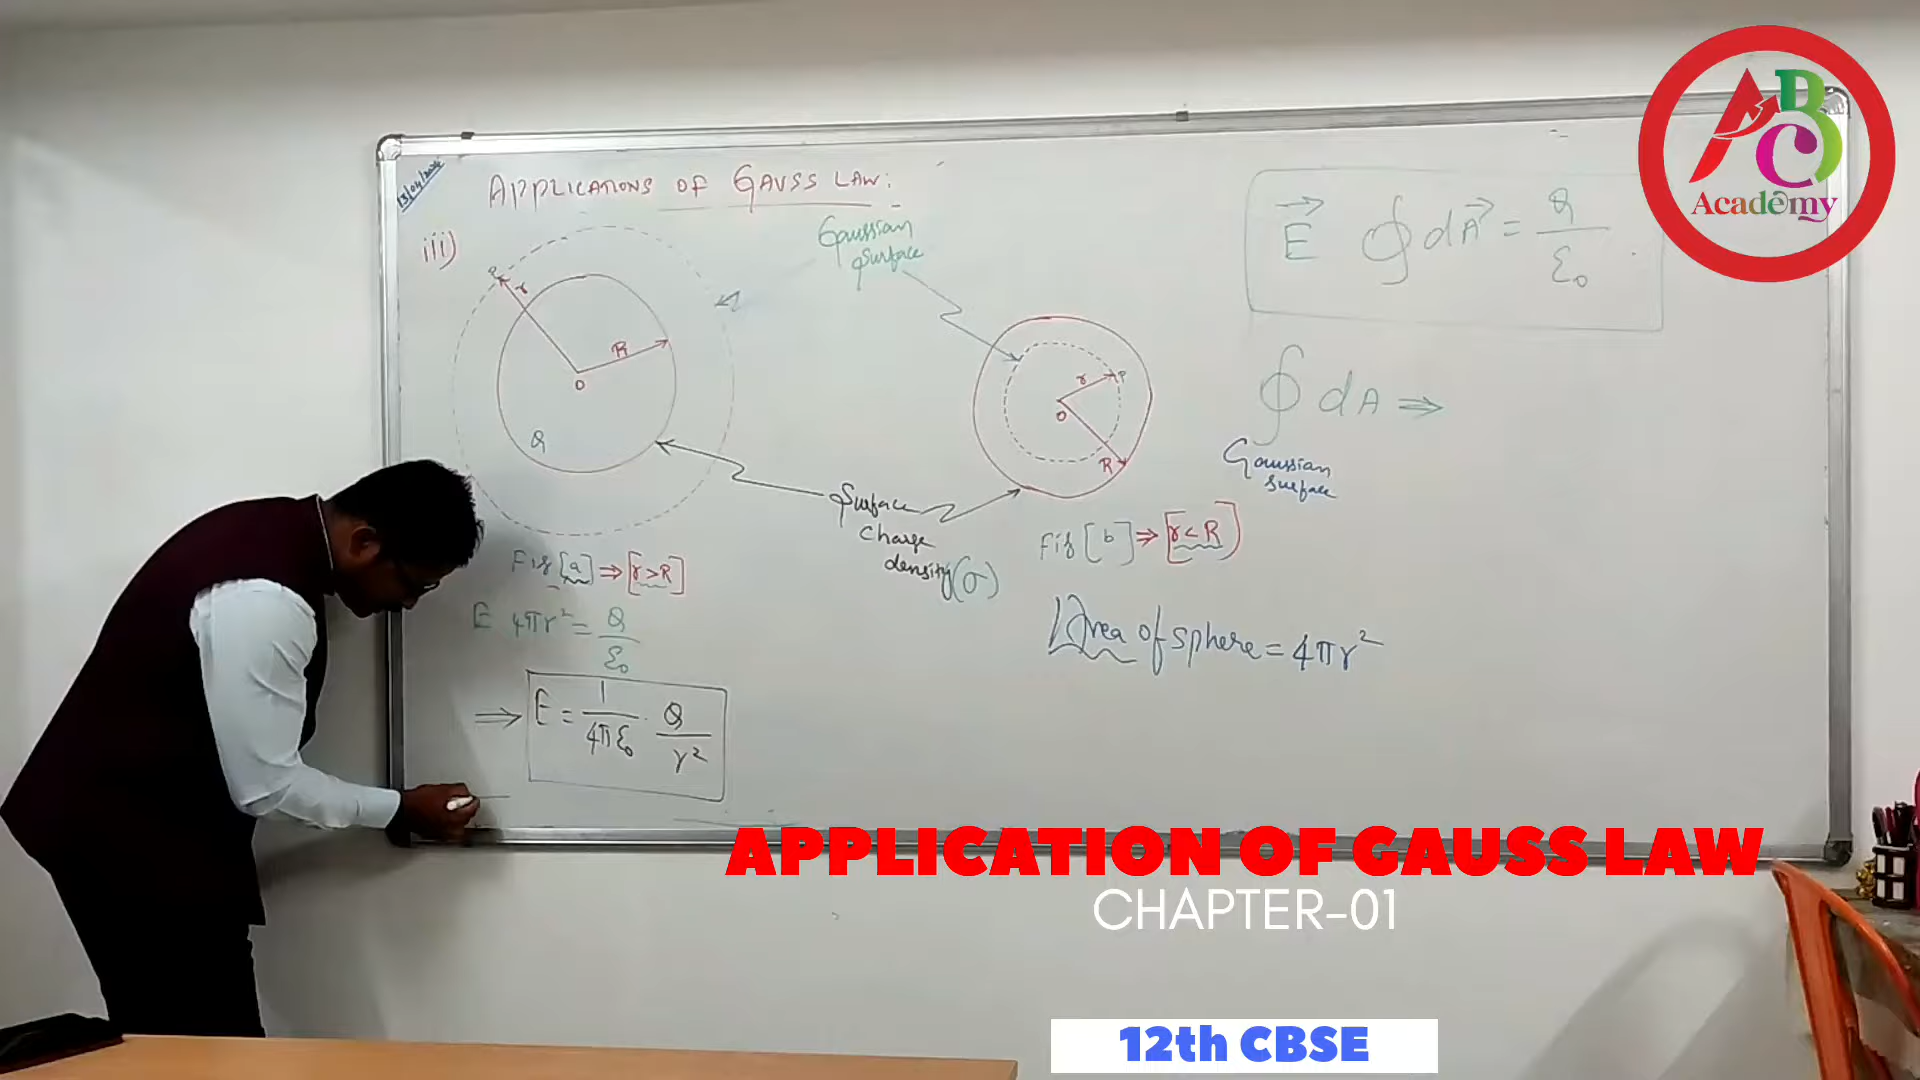 APPLICATIONS OF GAUSS LAW:
iii)
Gaussian
Surface
P
r
R
O
Q
r
P
O
R
Surface
Charge
density (σ)
Fig [a] ⇒ [r>R]
E 4πr² = Q/ε₀
⇒ E = 1/4πε₀ · Q/r²
Fig [b] ⇒ [r<R]
Area of sphere = 4πr²
E⃗ ∮ dA⃗ = Q/ε₀
∮ dA ⇒
Gaussian
surface
ABC
Academy
APPLICATION OF GAUSS LAW
CHAPTER-01
12th CBSE